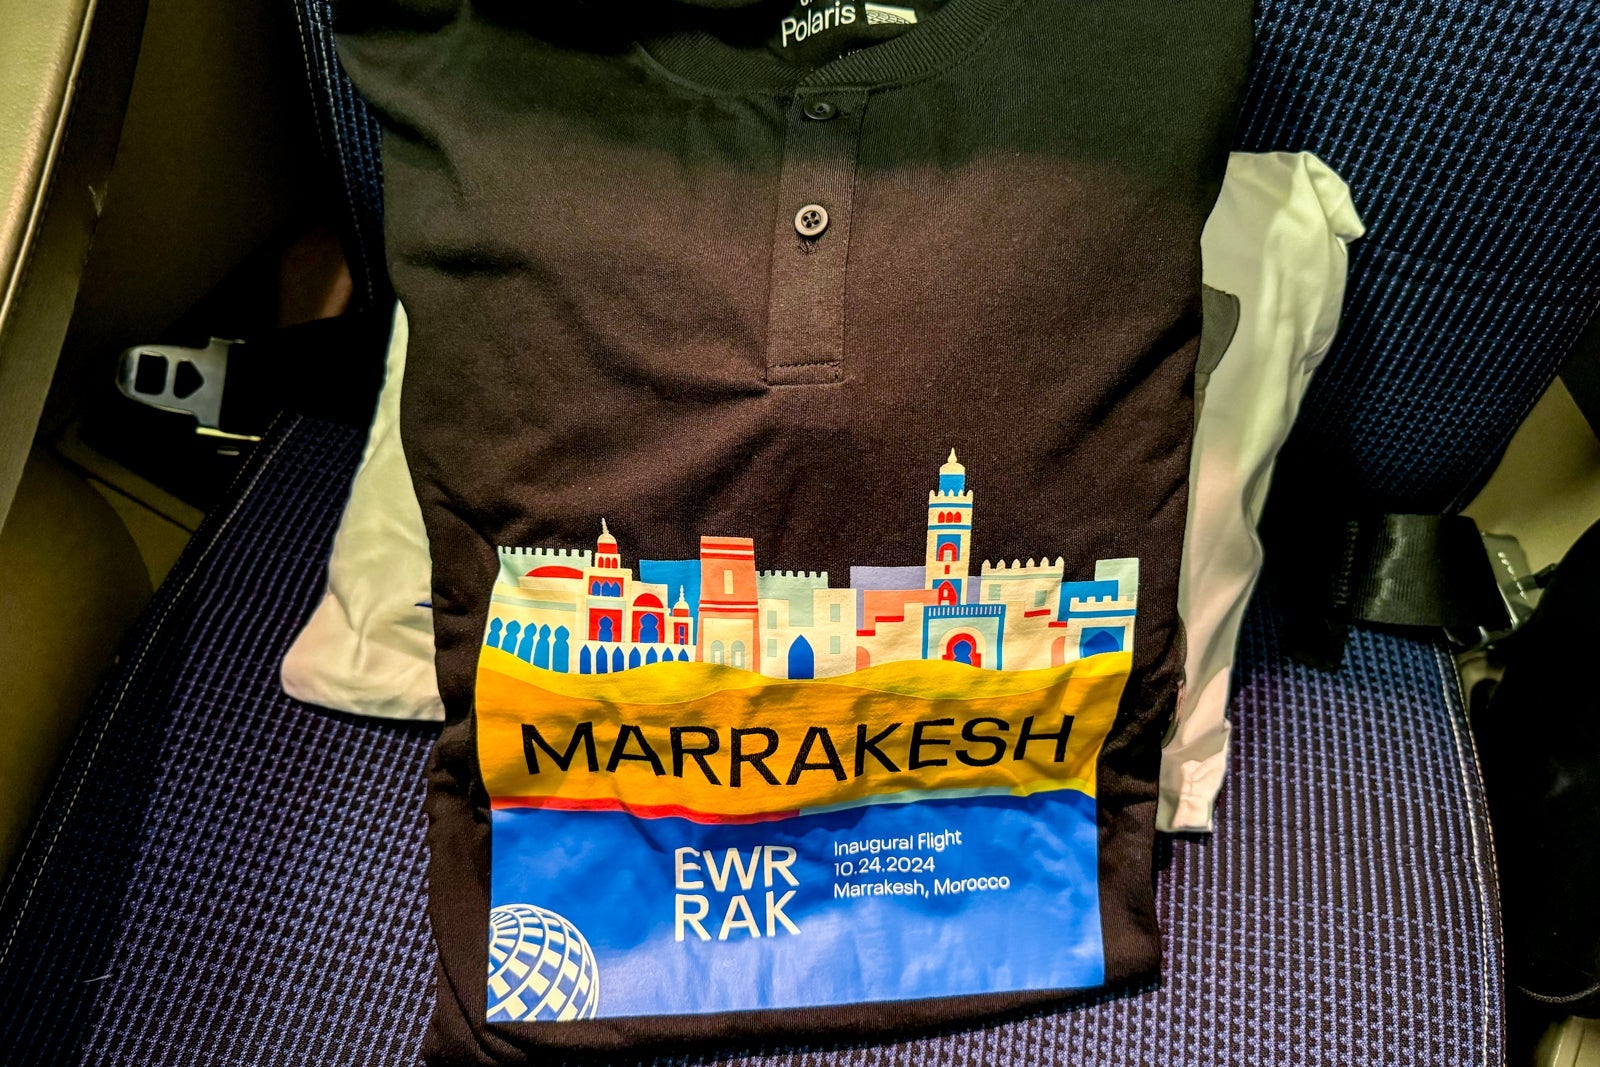 Polaris
MARRAKESH
EWR
RAK
Inaugural Flight
10.24.2024
Marrakesh, Morocco